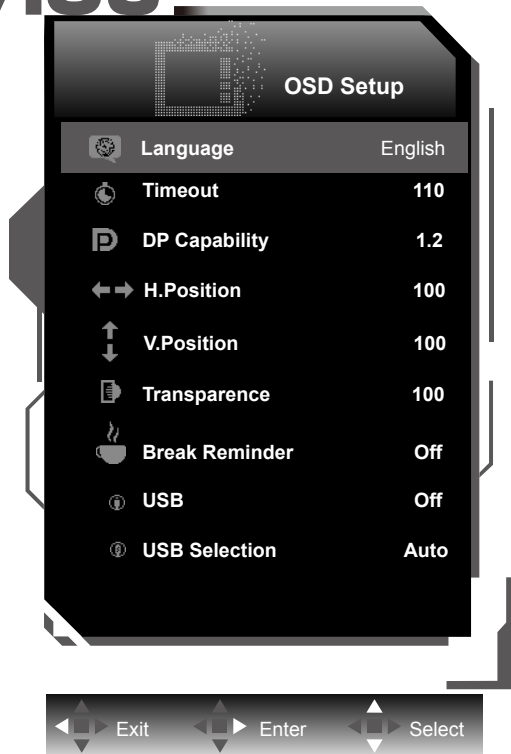 OSD Setup
Language English
Timeout 110
DP Capability 1.2
H.Position 100
V.Position 100
Transparence 100
Break Reminder Off
USB Off
USB Selection Auto
Exit Enter Select